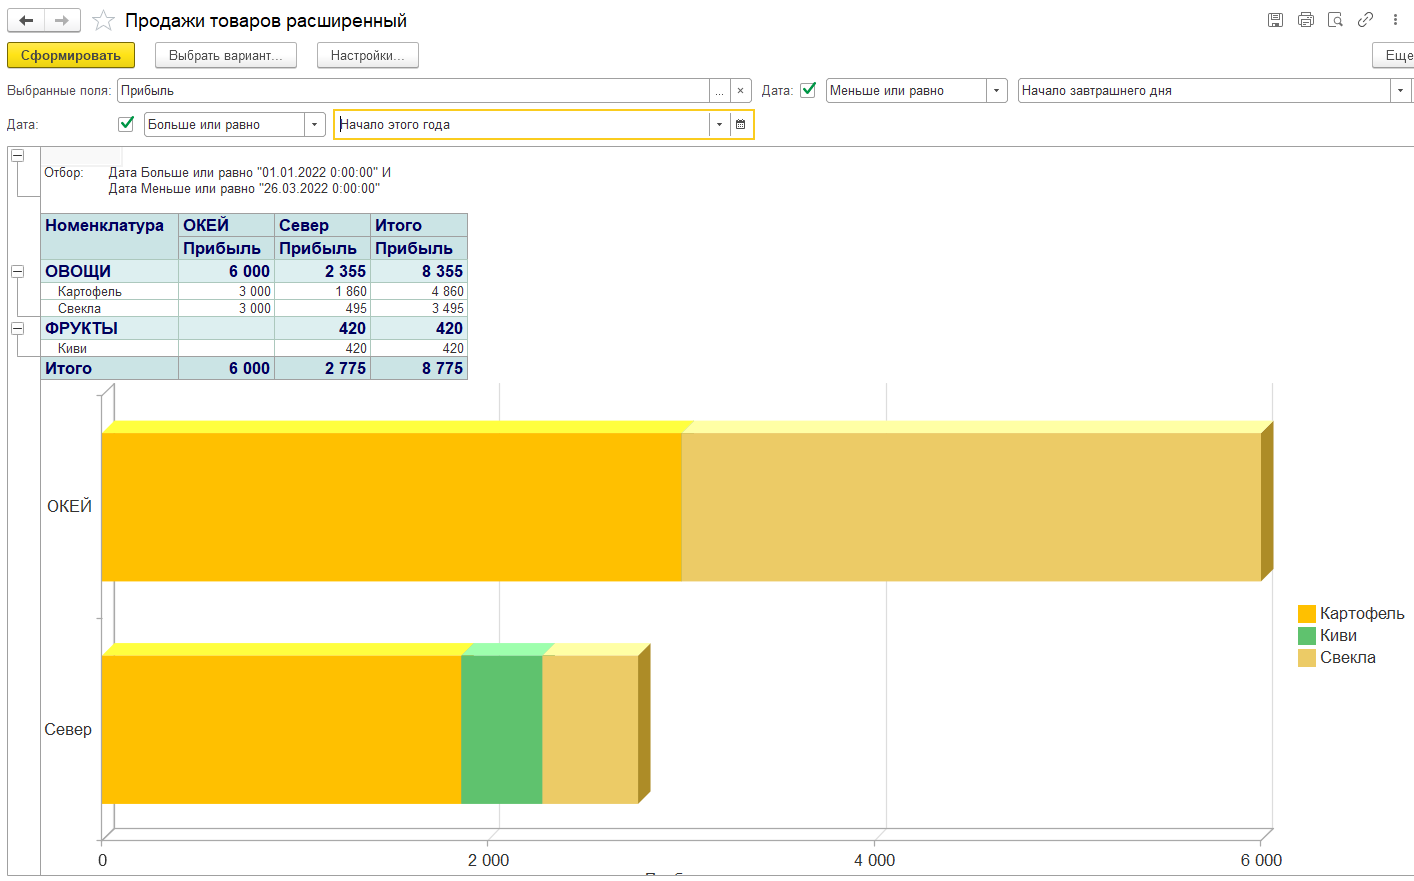 Продажи товаров расширенный
Сформировать Выбрать вариант... Настройки... Еще
Выбранные поля: Прибыль ... × Дата: Меньше или равно Начало завтрашнего дня
Дата: Больше или равно Начало этого года
Отбор: Дата Больше или равно "01.01.2022 0:00:00" И
Дата Меньше или равно "26.03.2022 0:00:00"
Номенклатура ОКЕЙ Север Итого
Прибыль Прибыль Прибыль
ОВОЩИ 6 000 2 355 8 355
Картофель 3 000 1 860 4 860
Свекла 3 000 495 3 495
ФРУКТЫ 420 420
Киви 420 420
Итого 6 000 2 775 8 775
ОКЕЙ
Картофель
Киви
Свекла
Север
0 2 000 4 000 6 000